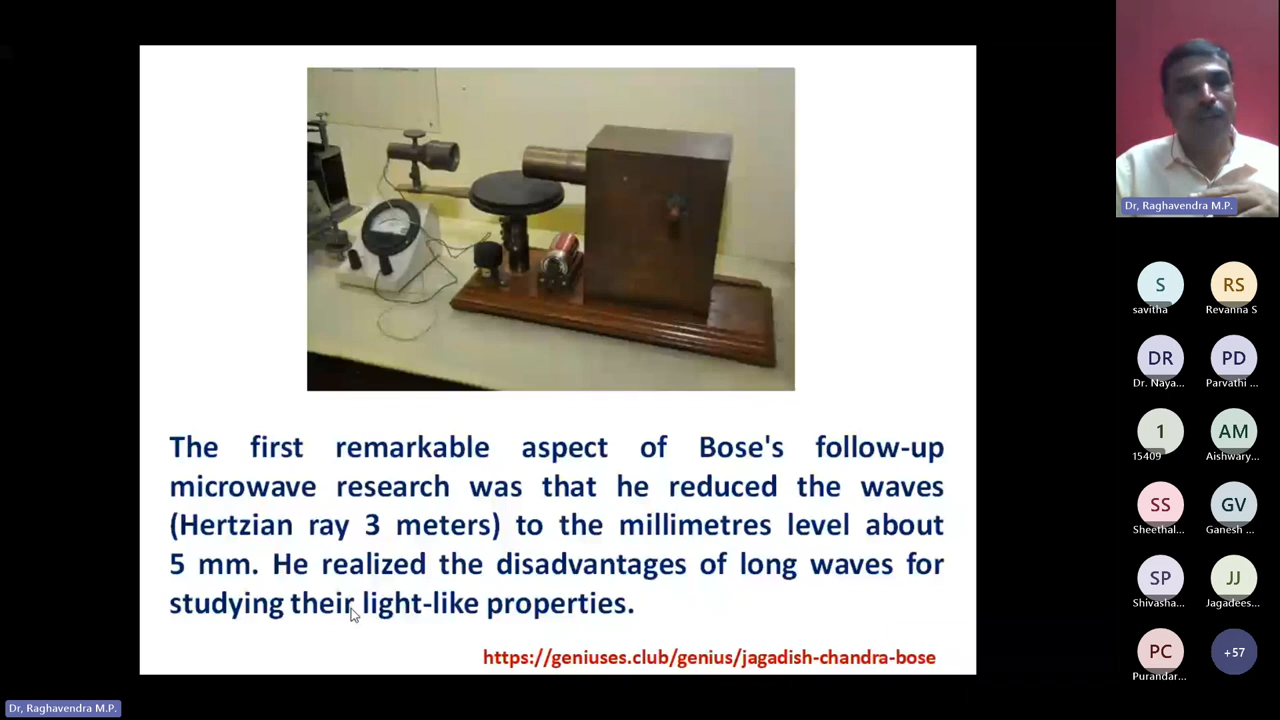 The first remarkable aspect of Bose's follow-up
microwave research was that he reduced the waves
(Hertzian ray 3 meters) to the millimetres level about
5 mm. He realized the disadvantages of long waves for
studying their light-like properties.
https://geniuses.club/genius/jagadish-chandra-bose
Dr, Raghavendra M.P.
S
savitha
RS
Revanna S
DR
Dr. Naya...
PD
Parvathi ...
1
15409
AM
Aishwary...
SS
Sheethal...
GV
Ganesh ...
SP
Shivasha...
JJ
Jagadees...
PC
Purandar...
+57
Dr, Raghavendra M.P.